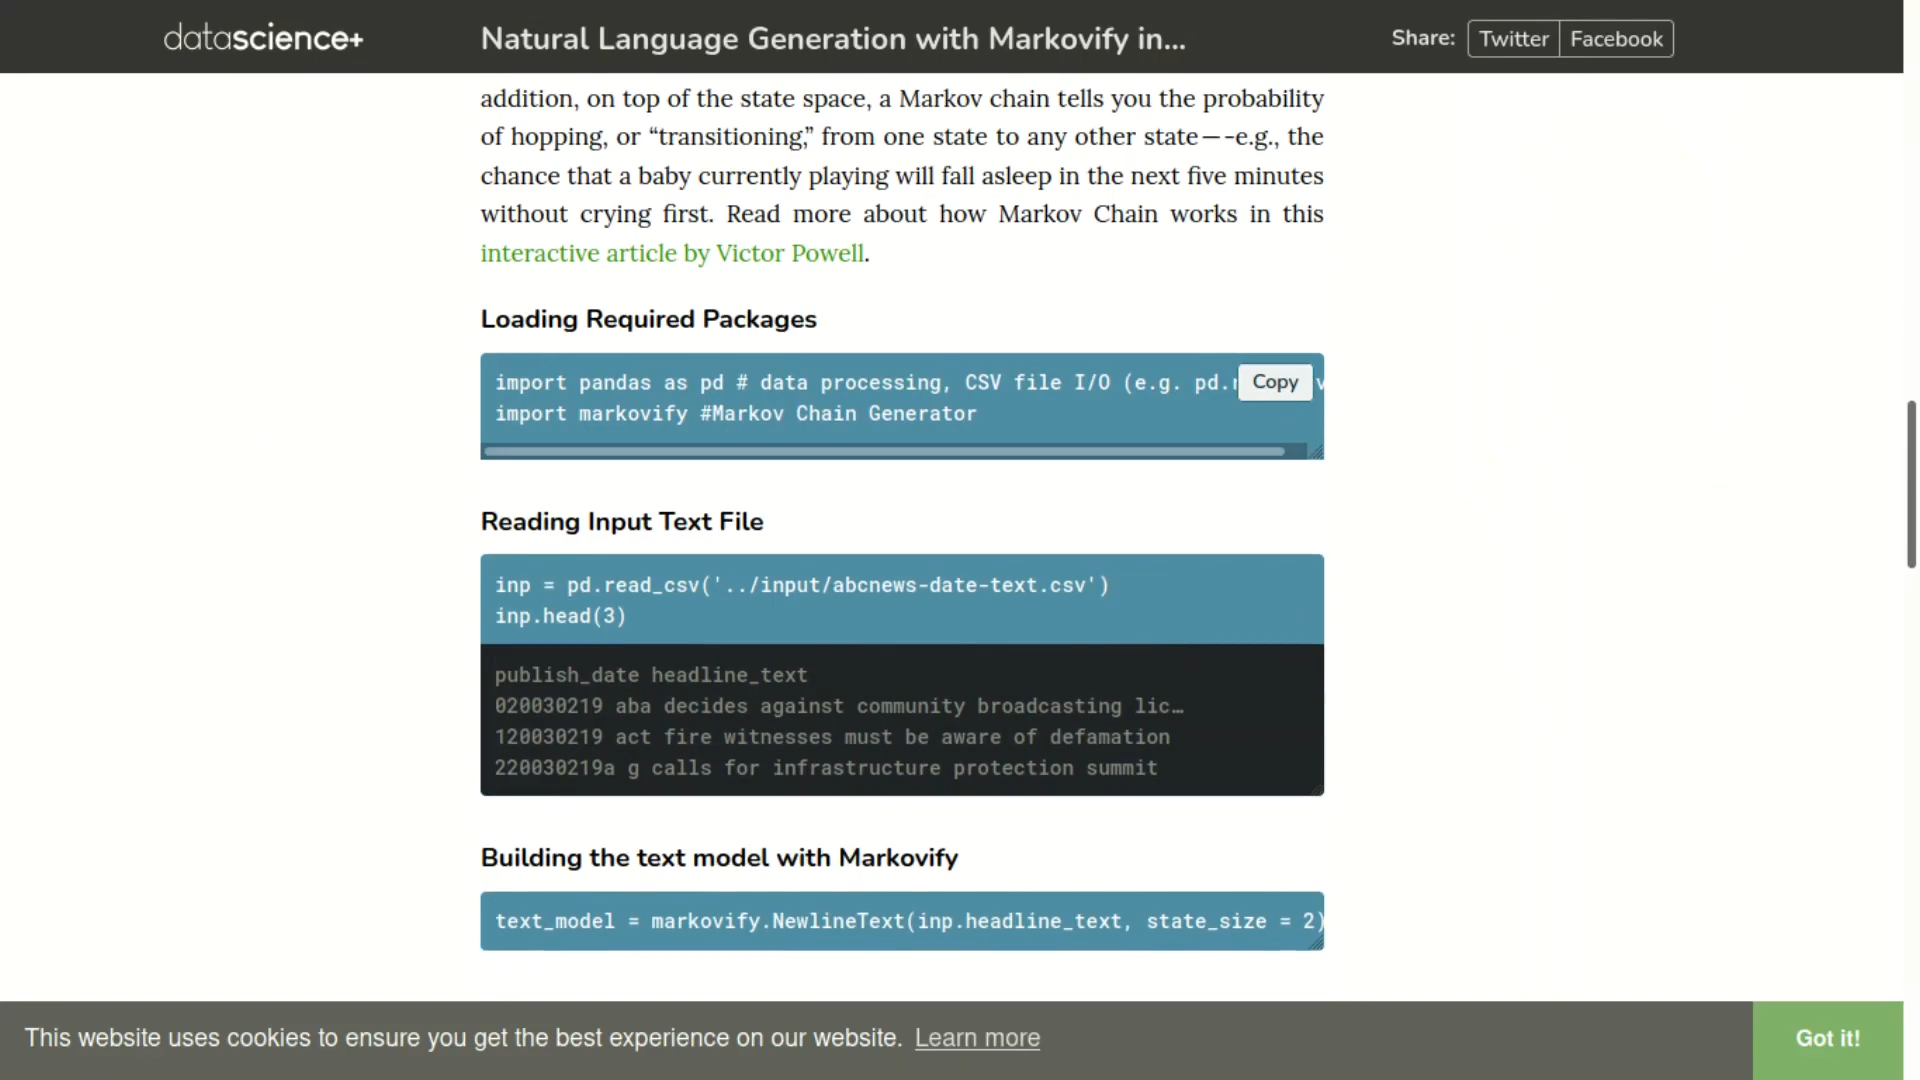 datascience+
Natural Language Generation with Markovify in...
Share: Twitter Facebook
addition, on top of the state space, a Markov chain tells you the probability
of hopping, or “transitioning,” from one state to any other state—-e.g., the
chance that a baby currently playing will fall asleep in the next five minutes
without crying first. Read more about how Markov Chain works in this
interactive article by Victor Powell.
Loading Required Packages
import pandas as pd # data processing, CSV file I/O (e.g.
Copy
import markovify #Markov Chain Generator
Reading Input Text File
inp = pd.read_csv('../input/abcnews-date-text.csv')
inp.head(3)
publish_date headline_text
020030219 aba decides against community broadcasting lic…
120030219 act fire witnesses must be aware of defamation
220030219a g calls for infrastructure protection summit
Building the text model with Markovify
text_model = markovify.NewlineText(inp.headline_text, state_size = 2)
This website uses cookies to ensure you get the best experience on our website. Learn more
Got it!